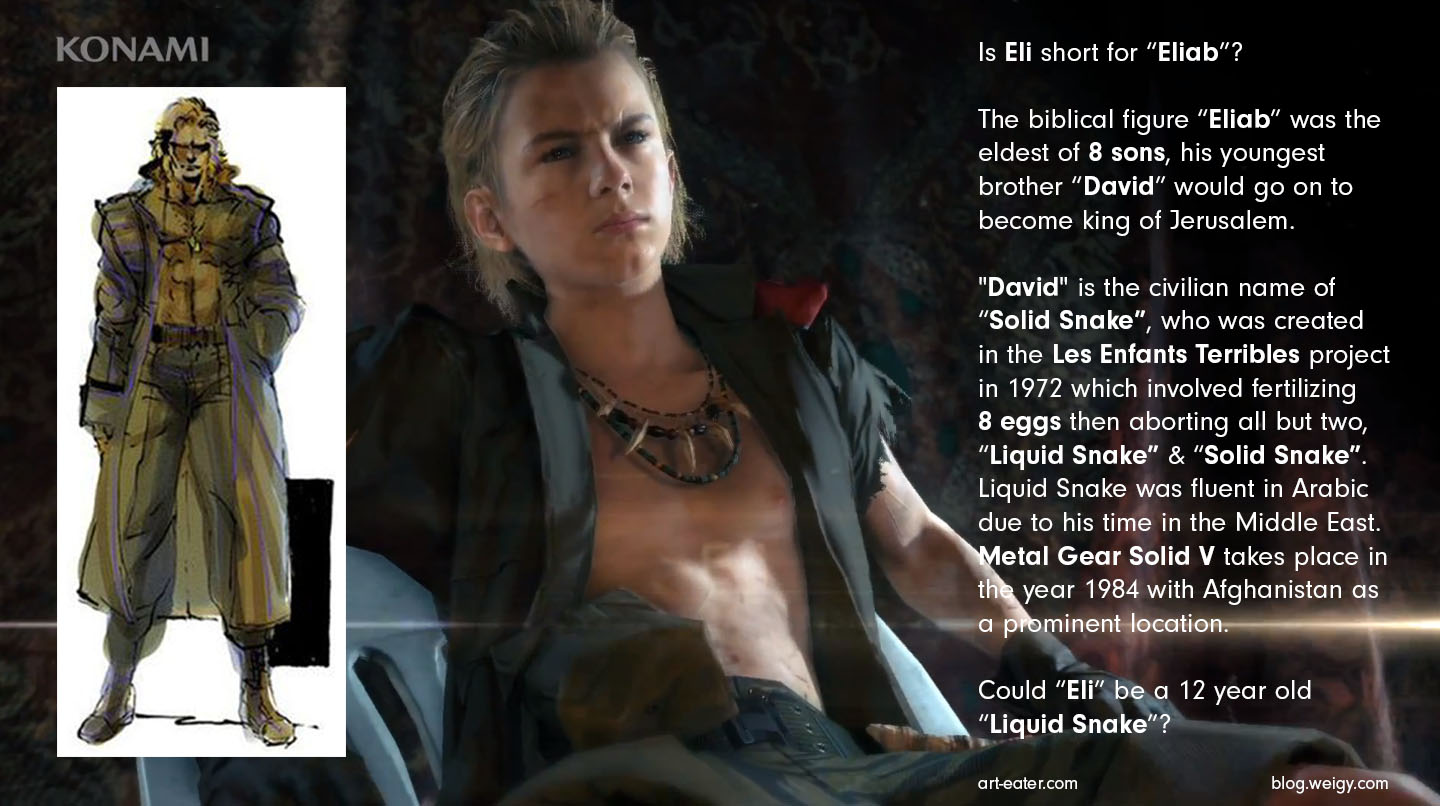 KONAMI
Is Eli short for “Eliab”?
The biblical figure “Eliab” was the
eldest of 8 sons, his youngest
brother “David” would go on to
become king of Jerusalem.
"David" is the civilian name of
“Solid Snake”, who was created
in the Les Enfants Terribles project
in 1972 which involved fertilizing
8 eggs then aborting all but two,
“Liquid Snake” & “Solid Snake”.
Liquid Snake was fluent in Arabic
due to his time in the Middle East.
Metal Gear Solid V takes place in
the year 1984 with Afghanistan as
a prominent location.
Could “Eli” be a 12 year old
“Liquid Snake”?
art-eater.com
blog.weigy.com